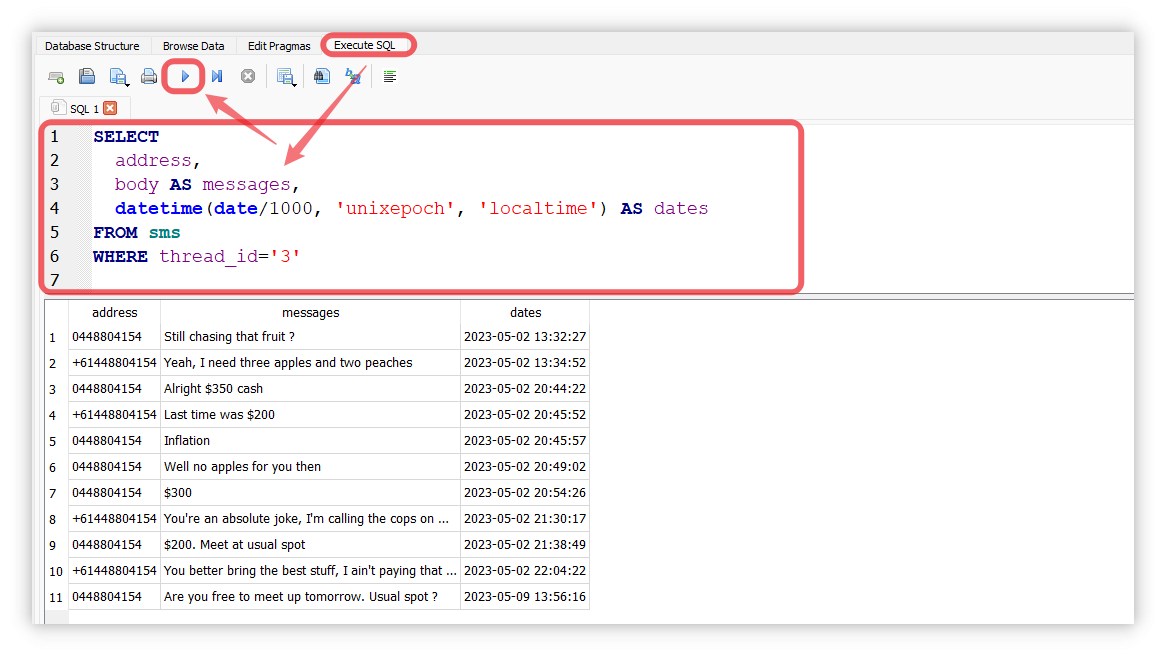 Database Structure Browse Data Edit Pragmas Execute SQL
SQL 1
1 SELECT
2 address,
3 body AS messages,
4 datetime(date/1000, 'unixepoch', 'localtime') AS dates
5 FROM sms
6 WHERE thread_id='3'
7
address messages dates
1 0448804154 Still chasing that fruit ? 2023-05-02 13:32:27
2 +61448804154 Yeah, I need three apples and two peaches 2023-05-02 13:34:52
3 0448804154 Alright $350 cash 2023-05-02 20:44:22
4 +61448804154 Last time was $200 2023-05-02 20:45:52
5 0448804154 Inflation 2023-05-02 20:45:57
6 0448804154 Well no apples for you then 2023-05-02 20:49:02
7 0448804154 $300 2023-05-02 20:54:26
8 +61448804154 You're an absolute joke, I'm calling the cops on ... 2023-05-02 21:30:17
9 0448804154 $200. Meet at usual spot 2023-05-02 21:38:49
10 +61448804154 You better bring the best stuff, I ain't paying that ... 2023-05-02 22:04:22
11 0448804154 Are you free to meet up tomorrow. Usual spot ? 2023-05-09 13:56:16